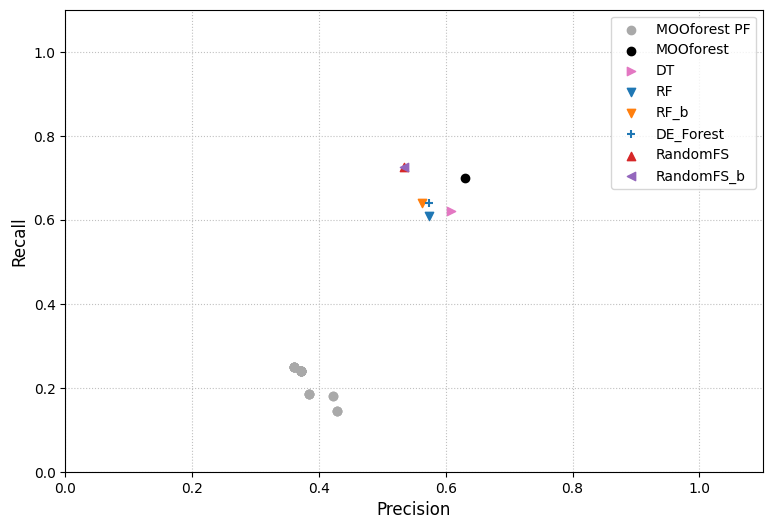 1.0
0.8
0.6
0.4
0.2
0.0
Recall
0.0 0.2 0.4 0.6 0.8 1.0
Precision
MOOforest PF
MOOforest
DT
RF
RF_b
DE_Forest
RandomFS
RandomFS_b